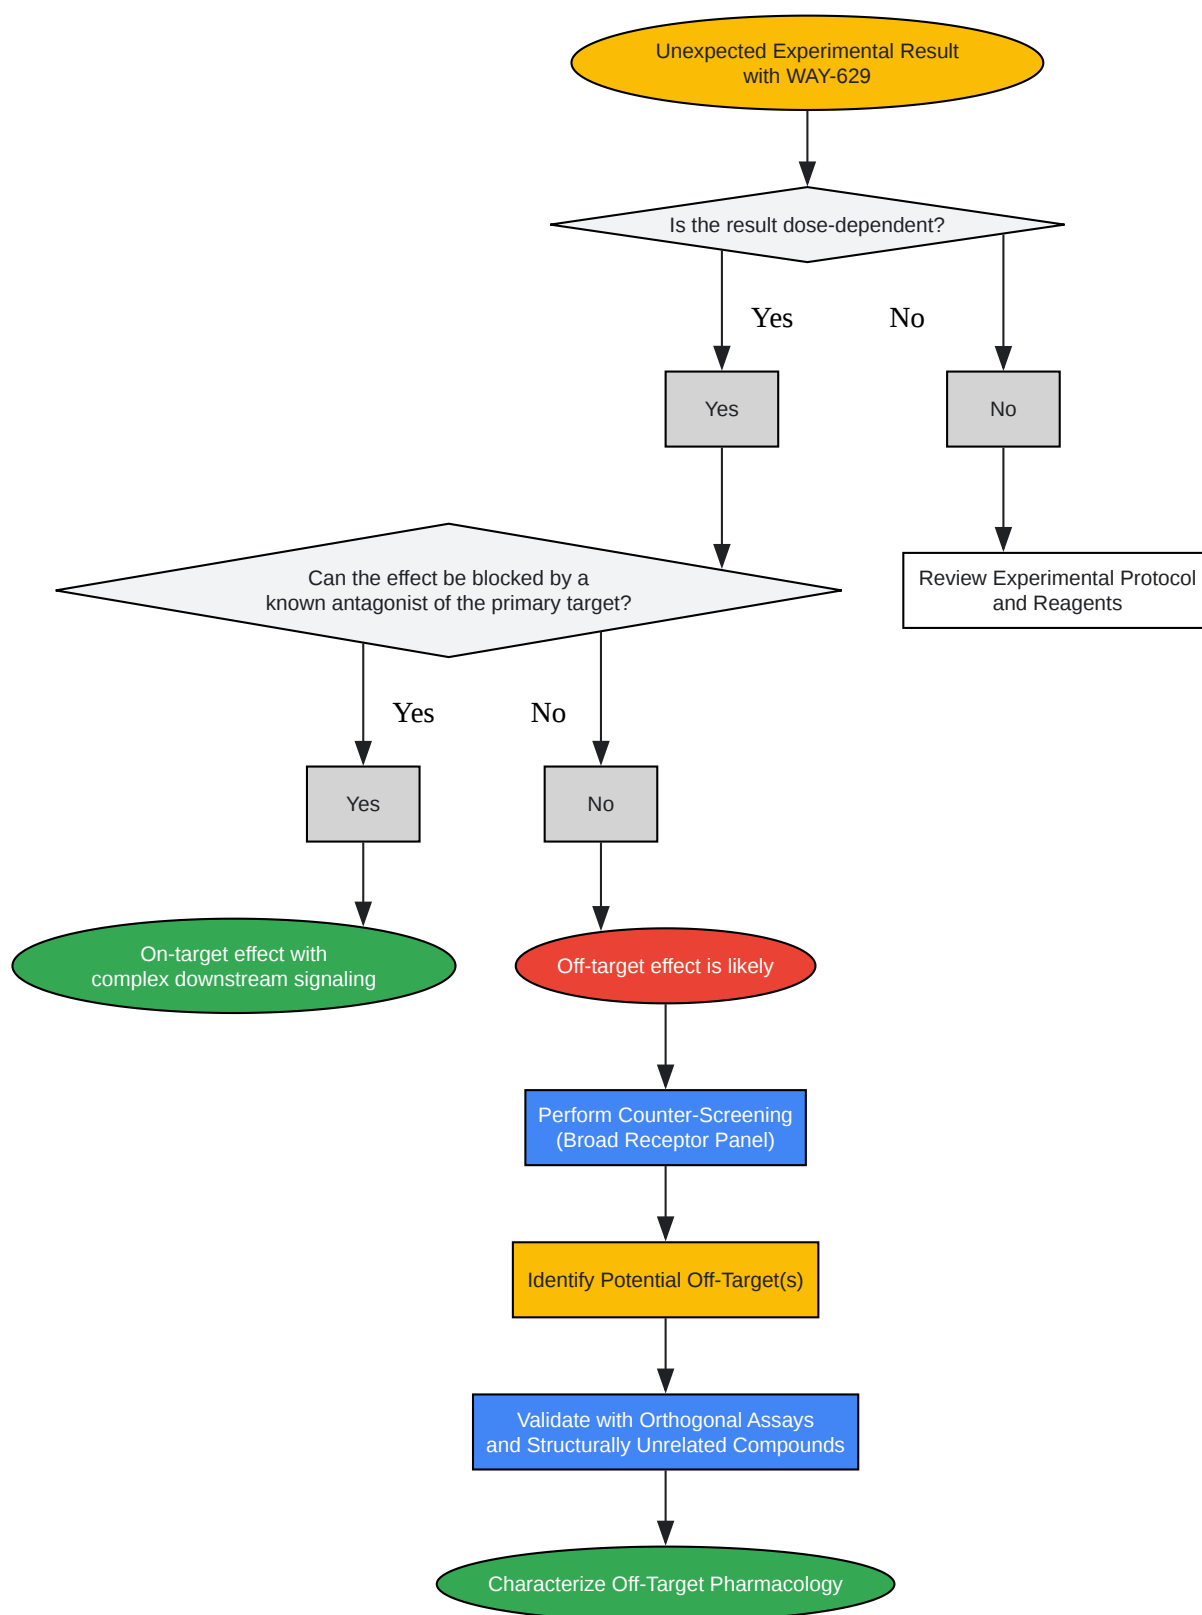 Unexpected Experimental Result
with WAY-629
Is the result dose-dependent?
Yes
No
Yes
No
Can the effect be blocked by a
known antagonist of the primary target?
Review Experimental Protocol
and Reagents
Yes
No
Yes
No
On-target effect with
complex downstream signaling
Off-target effect is likely
Perform Counter-Screening
(Broad Receptor Panel)
Identify Potential Off-Target(s)
Validate with Orthogonal Assays
and Structurally Unrelated Compounds
Characterize Off-Target Pharmacology